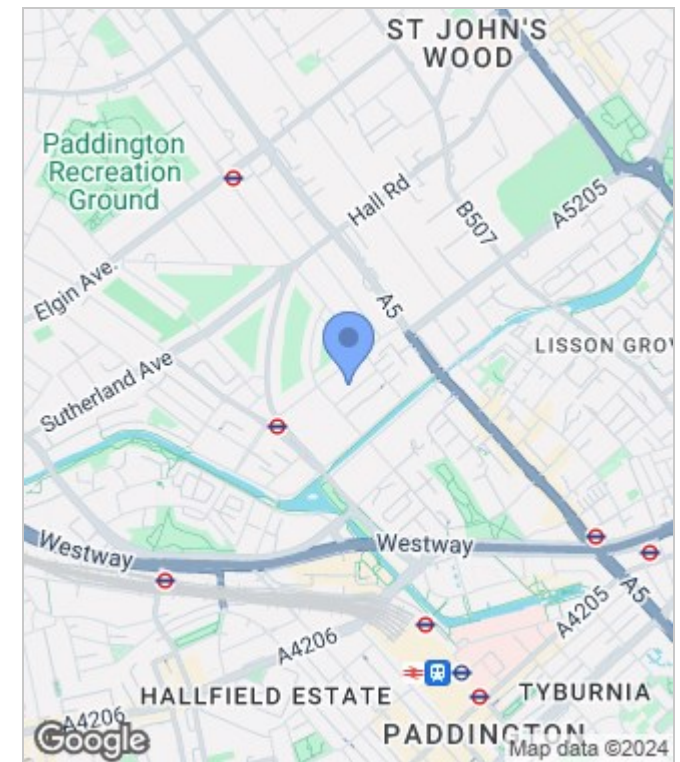 ST JOHN'S
WOOD
Paddington
Recreation
Ground
Hall Rd
B507
A5205
Elgin Ave.
A5
LISSON GROV
Sutherland Ave
Westway
Westway
A5
A4205
A4206
HALLFIELD ESTATE
TYBURNIA
A4206
PADDINGTON
Google
Map data ©2024